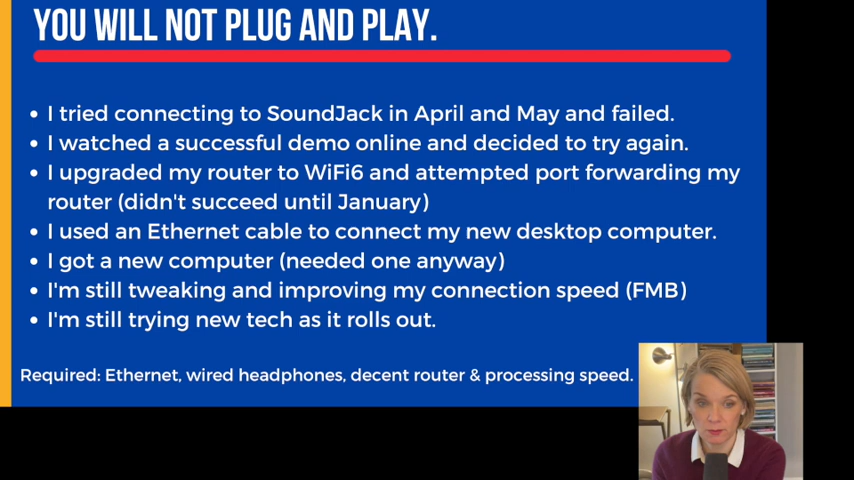 YOU WILL NOT PLUG AND PLAY.
• I tried connecting to SoundJack in April and May and failed.
• I watched a successful demo online and decided to try again.
• I upgraded my router to WiFi6 and attempted port forwarding my
router (didn't succeed until January)
• I used an Ethernet cable to connect my new desktop computer.
• I got a new computer (needed one anyway)
• I'm still tweaking and improving my connection speed (FMB)
• I'm still trying new tech as it rolls out.
Required: Ethernet, wired headphones, decent router & processing speed.